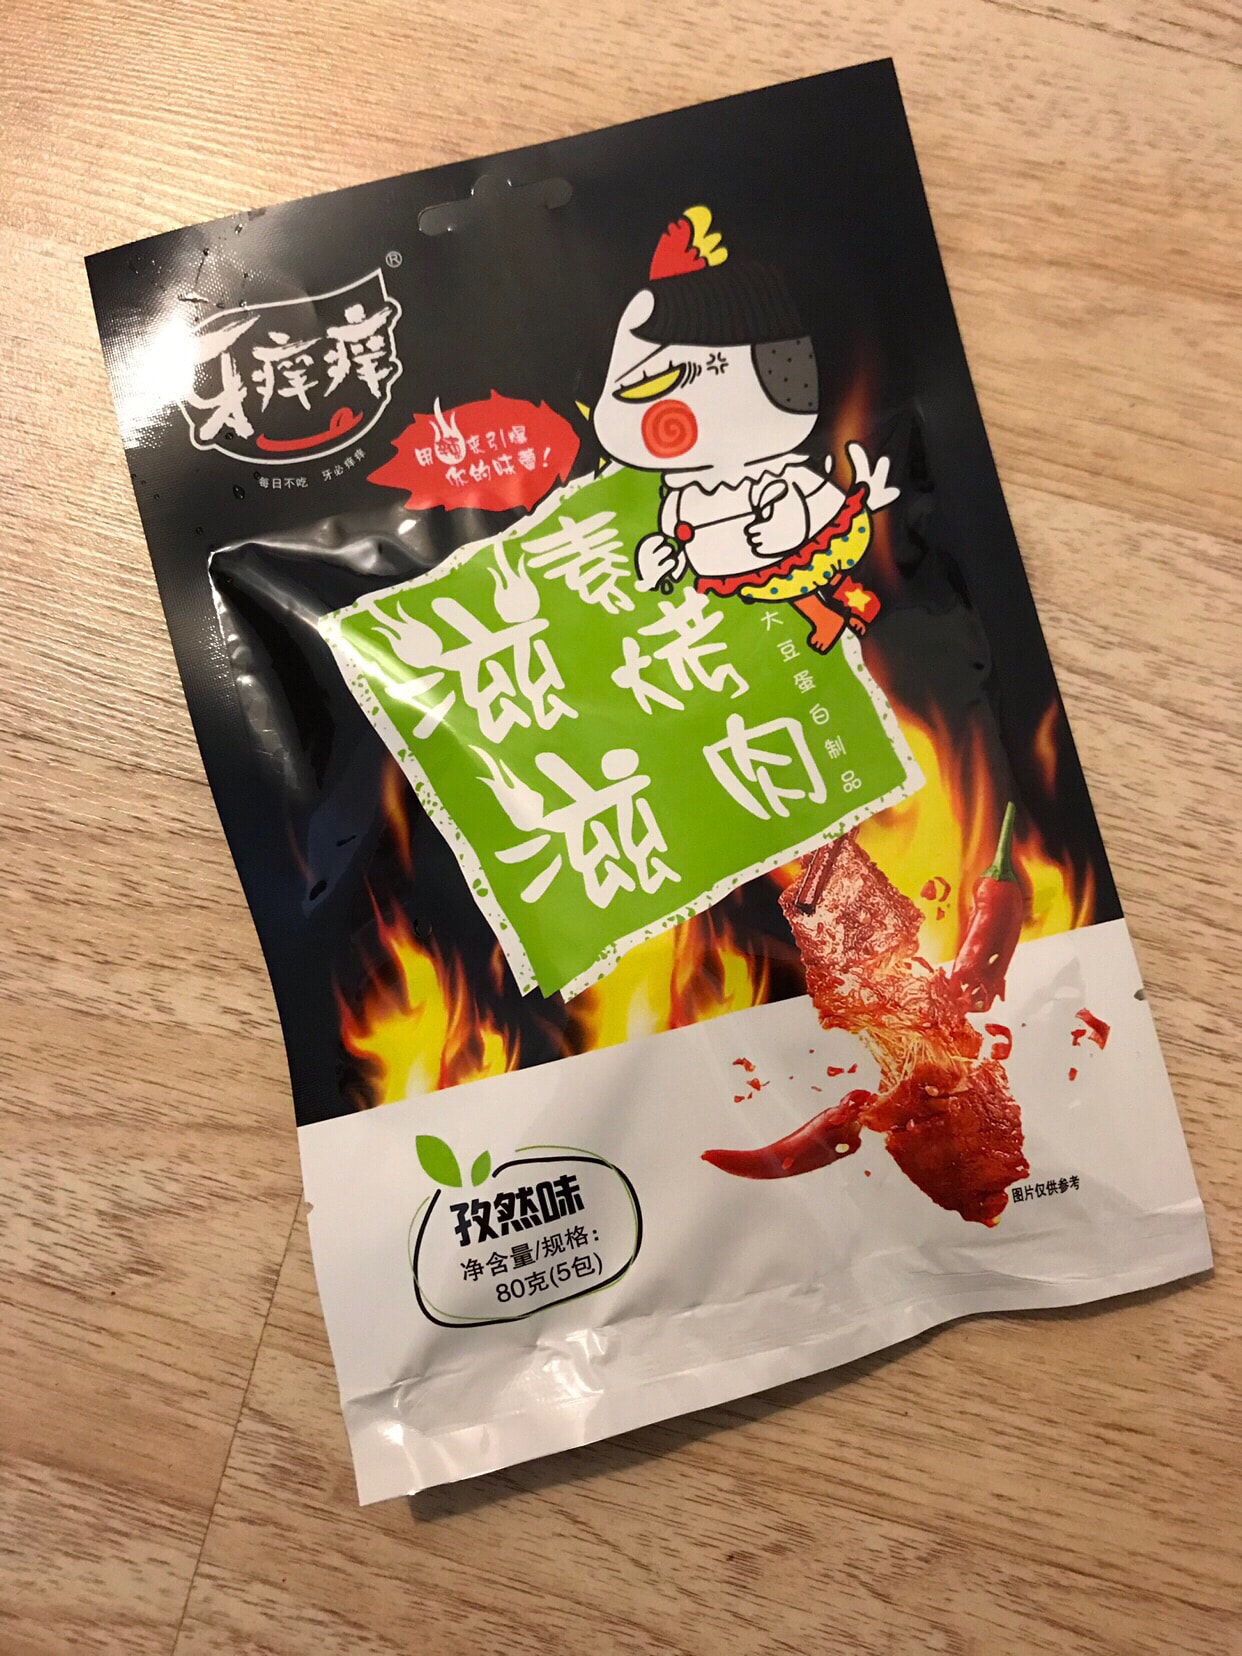 牙痒痒
®
每日不吃 牙必痒痒
用辣来引爆
你的味蕾！
滋滋
素烤肉
大豆蛋白制品
图片仅供参考
孜然味
净含量/规格：
80克(5包)